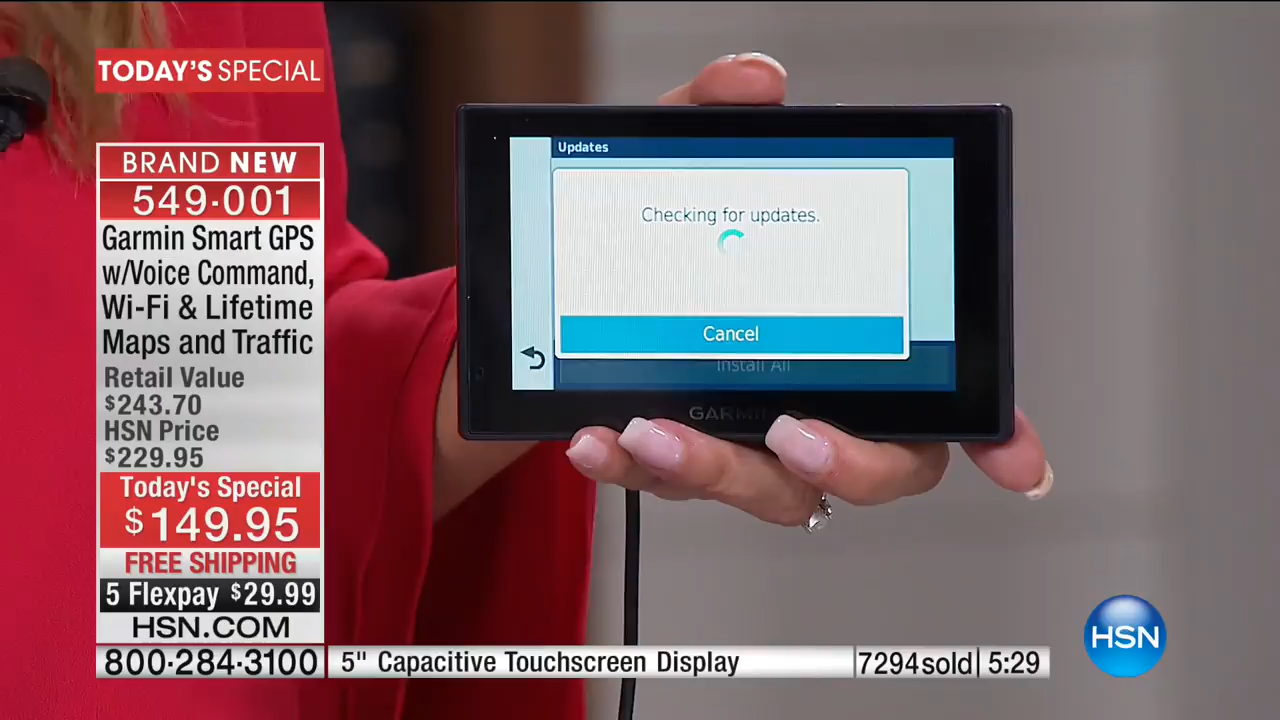 TODAY'S SPECIAL
BRAND NEW
549·001
Garmin Smart GPS
w/Voice Command,
Wi-Fi & Lifetime
Maps and Traffic
Retail Value
$243.70
HSN Price
$229.95
Today's Special
$149.95
FREE SHIPPING
5 Flexpay $29.99
HSN.COM
800·284·3100
5" Capacitive Touchscreen Display
7294 sold
5:29
Updates
Checking for updates.
Cancel
Install All
GARMIN
HSN